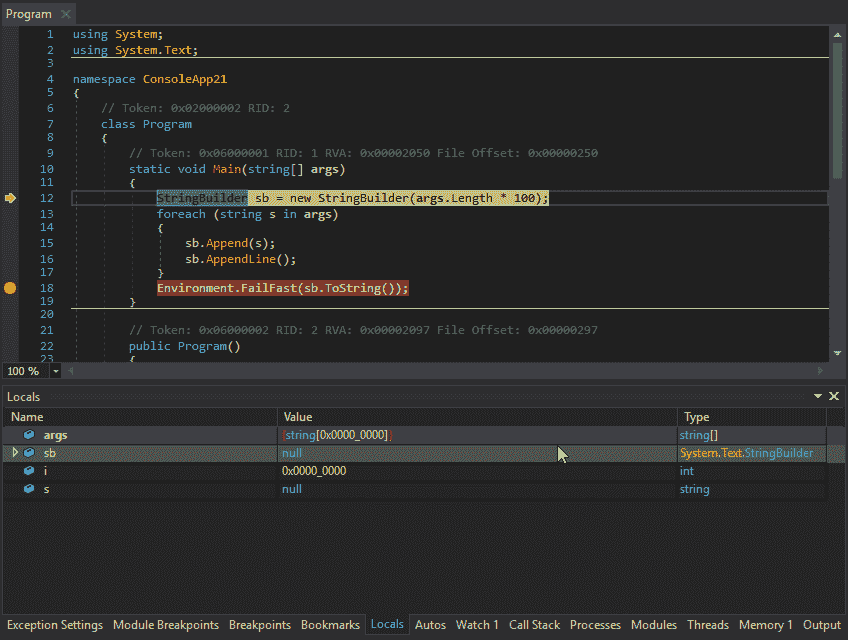 Program
1 using System;
2 using System.Text;
3
4 namespace ConsoleApp21
5 {
6 // Token: 0x02000002 RID: 2
7 class Program
8 {
9 // Token: 0x06000001 RID: 1 RVA: 0x00002050 File Offset: 0x00000250
10 static void Main(string[] args)
11 {
12 StringBuilder sb = new StringBuilder(args.Length * 100);
13 foreach (string s in args)
14 {
15 sb.Append(s);
16 sb.AppendLine();
17 }
18 Environment.FailFast(sb.ToString());
19 }
20
21 // Token: 0x06000002 RID: 2 RVA: 0x00002097 File Offset: 0x00000297
22 public Program()
23 {
100 %
Locals
Name Value Type
args {string[0x0000_0000]} string[]
sb null System.Text.StringBuilder
i 0x0000_0000 int
s null string
Exception Settings Module Breakpoints Breakpoints Bookmarks Locals Autos Watch 1 Call Stack Processes Modules Threads Memory 1 Output